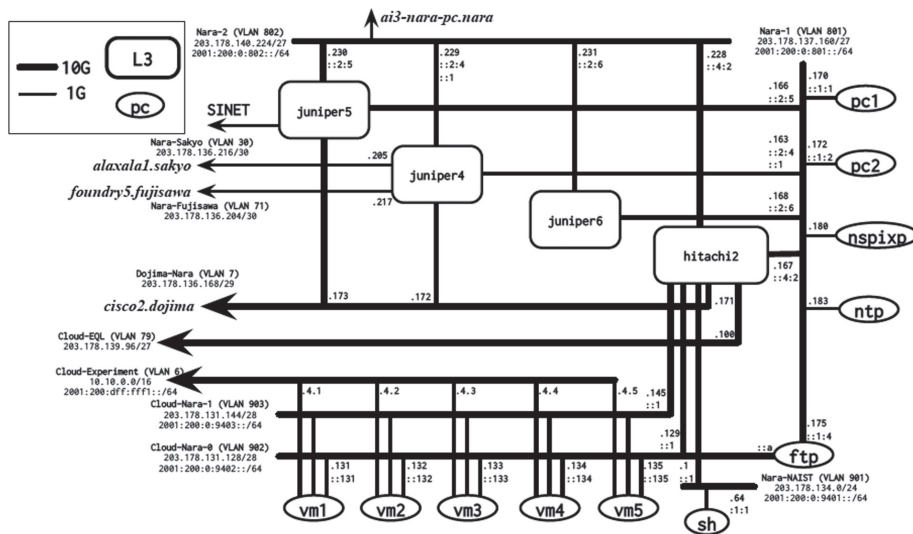 ai3-nara-pc.nara
Nara-2 (VLAN 802)
203.178.140.224/27
2001:200:0:802::/64
Nara-1 (VLAN 801)
203.178.137.160/27
2001:200:0:801::/64
L3
10G
1G
pc
.230
::2:5
.229
::2:4
::1
.231
::2:6
.228
::4:2
.166
::2:5
.170
::1:1
pc1
juniper5
SINET
Nara-Sakyo (VLAN 30)
203.178.136.216/30
.205
alaxala1.sakyo
.163
::2:4
::1
.172
::1:2
pc2
juniper4
foundry5.fujisawa
.217
Nara-Fujisawa (VLAN 71)
203.178.136.204/30
.168
::2:6
juniper6
.180
nspixp
hitachi2
.167
::4:2
Dojima-Nara (VLAN 7)
203.178.136.168/29
cisco2.dojima
.173
.172
.171
.183
ntp
Cloud-EQL (VLAN 79)
203.178.139.96/27
.100
Cloud-Experiment (VLAN 6)
10.10.0.0/16
2001:200:dff:fff1::/64
.4.1
.4.2
.4.3
.4.4
.4.5
.145
::1
Cloud-Nara-1 (VLAN 903)
203.178.131.144/28
2001:200:0:9403::/64
.129
::1
.175
::1:4
Cloud-Nara-0 (VLAN 902)
203.178.131.128/28
2001:200:0:9402::/64
::a
ftp
.131
::131
.132
::132
.133
::133
.134
::134
.135
::135
.1
::1
Nara-NAIST (VLAN 901)
203.178.134.0/24
2001:200:0:9401::/64
.64
:1:1
vm1
vm2
vm3
vm4
vm5
sh